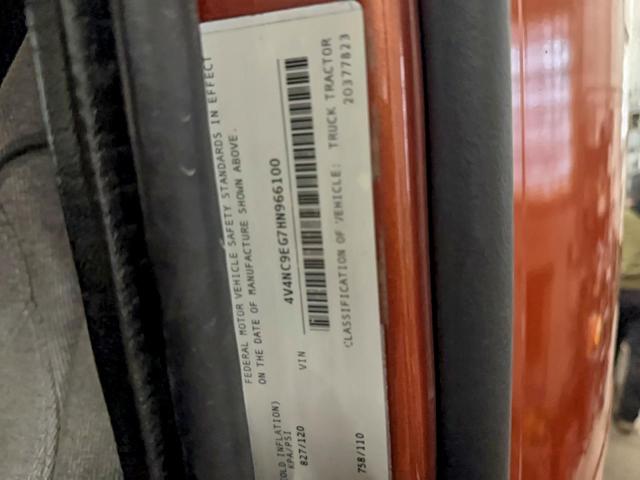 FEDERAL MOTOR VEHICLE SAFETY STANDARDS IN EFFECT
ON THE DATE OF MANUFACTURE SHOWN ABOVE.
OLD INFLATION)
KPA/PSI
827/120
VIN
4V4NC9EG7HN966100
758/110
CLASSIFICATION OF VEHICLE: TRUCK TRACTOR
20377823